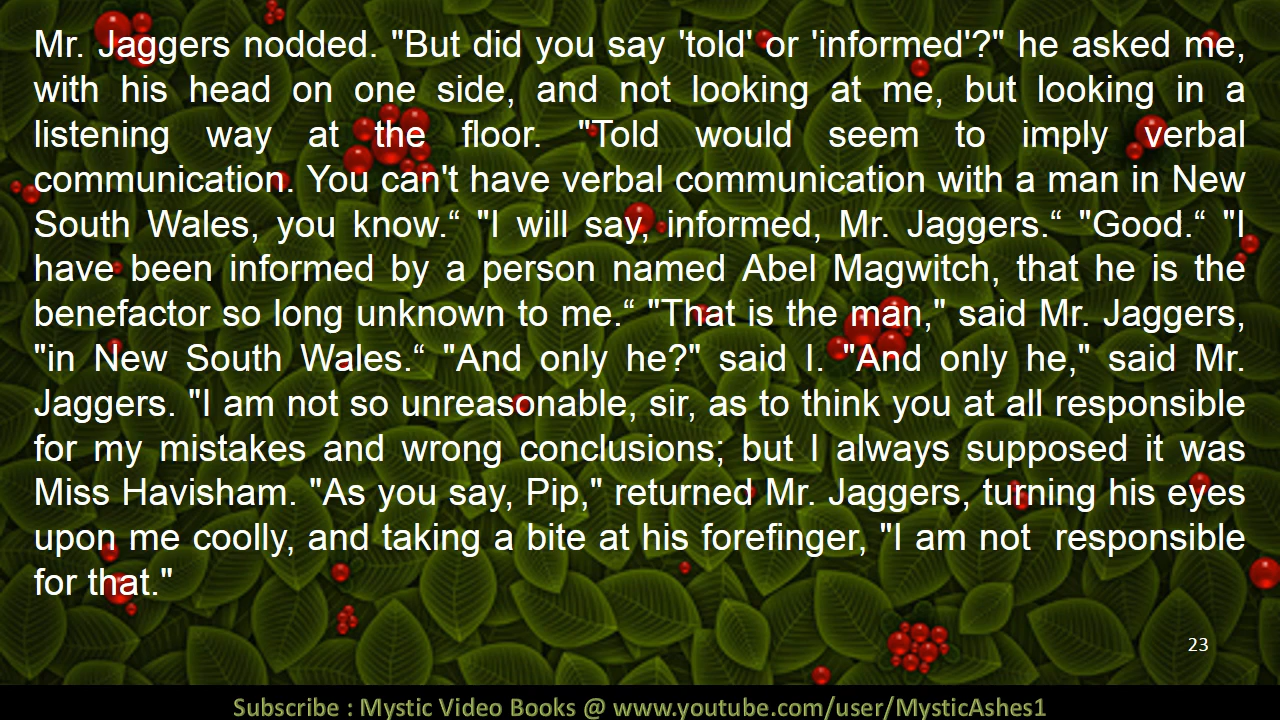 Mr. Jaggers nodded. "But did you say 'told' or 'informed'?" he asked me,
with his head on one side, and not looking at me, but looking in a
listening way at the floor. "Told would seem to imply verbal
communication. You can't have verbal communication with a man in New
South Wales, you know.“ "I will say, informed, Mr. Jaggers.“ "Good.“ "I
have been informed by a person named Abel Magwitch, that he is the
benefactor so long unknown to me.“ "That is the man," said Mr. Jaggers,
"in New South Wales.“ "And only he?" said I. "And only he," said Mr.
Jaggers. "I am not so unreasonable, sir, as to think you at all responsible
for my mistakes and wrong conclusions; but I always supposed it was
Miss Havisham. "As you say, Pip," returned Mr. Jaggers, turning his eyes
upon me coolly, and taking a bite at his forefinger, "I am not  responsible
for that."
23
Subscribe : Mystic Video Books @ www.youtube.com/user/MysticAshes1